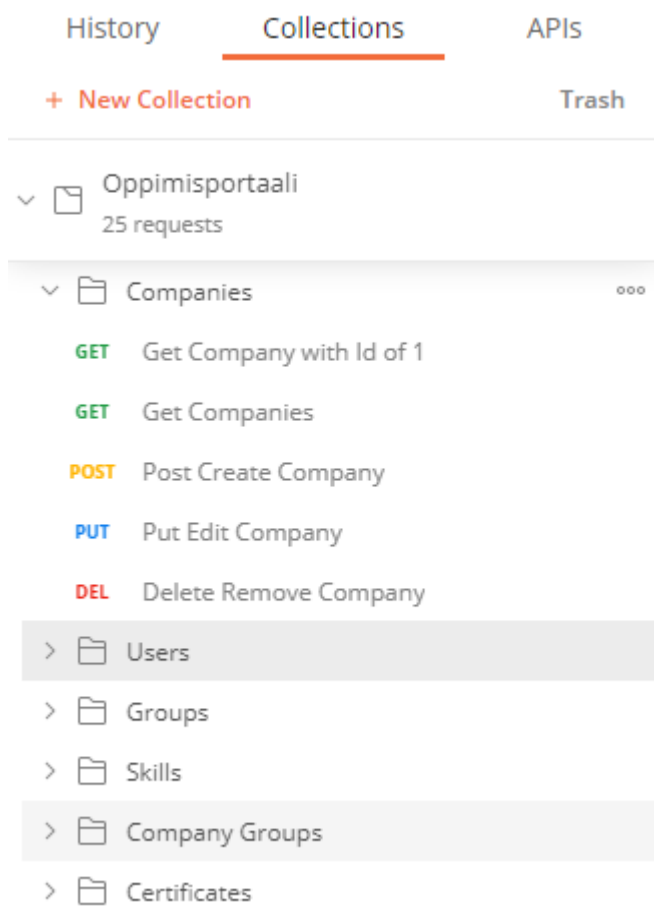 History Collections APIs
+ New Collection Trash
Oppimisportaali
25 requests
Companies
GET Get Company with Id of 1
GET Get Companies
POST Post Create Company
PUT Put Edit Company
DEL Delete Remove Company
Users
Groups
Skills
Company Groups
Certificates